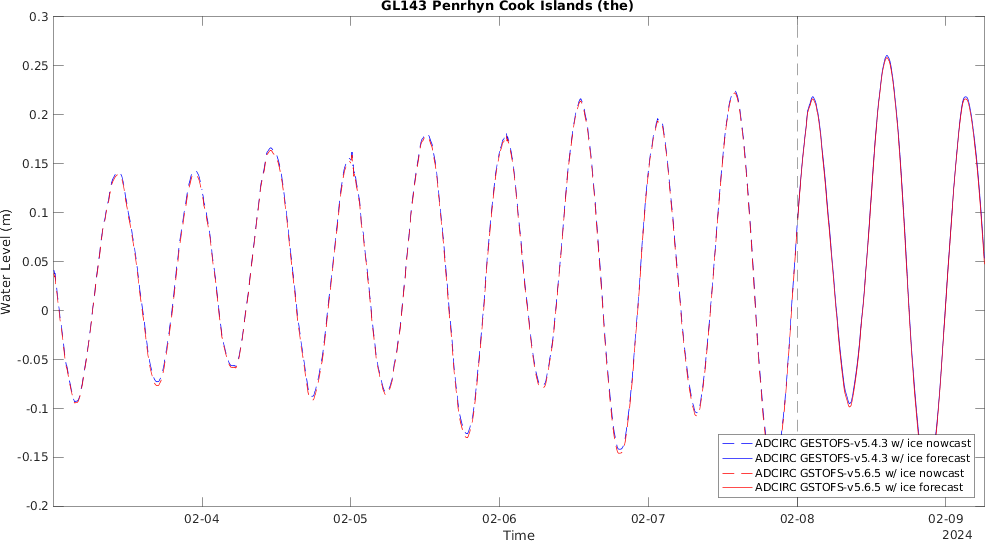 GL143 Penrhyn Cook Islands (the)
0.3
0.25
0.2
0.15
0.1
0.05
0
-0.05
-0.1
-0.15
-0.2
Water Level (m)
ADCIRC GESTOFS-v5.4.3 w/ ice nowcast
ADCIRC GESTOFS-v5.4.3 w/ ice forecast
ADCIRC GSTOFS-v5.6.5 w/ ice nowcast
ADCIRC GSTOFS-v5.6.5 w/ ice forecast
02-04 02-05 02-06 02-07 02-08 02-09
2024
Time